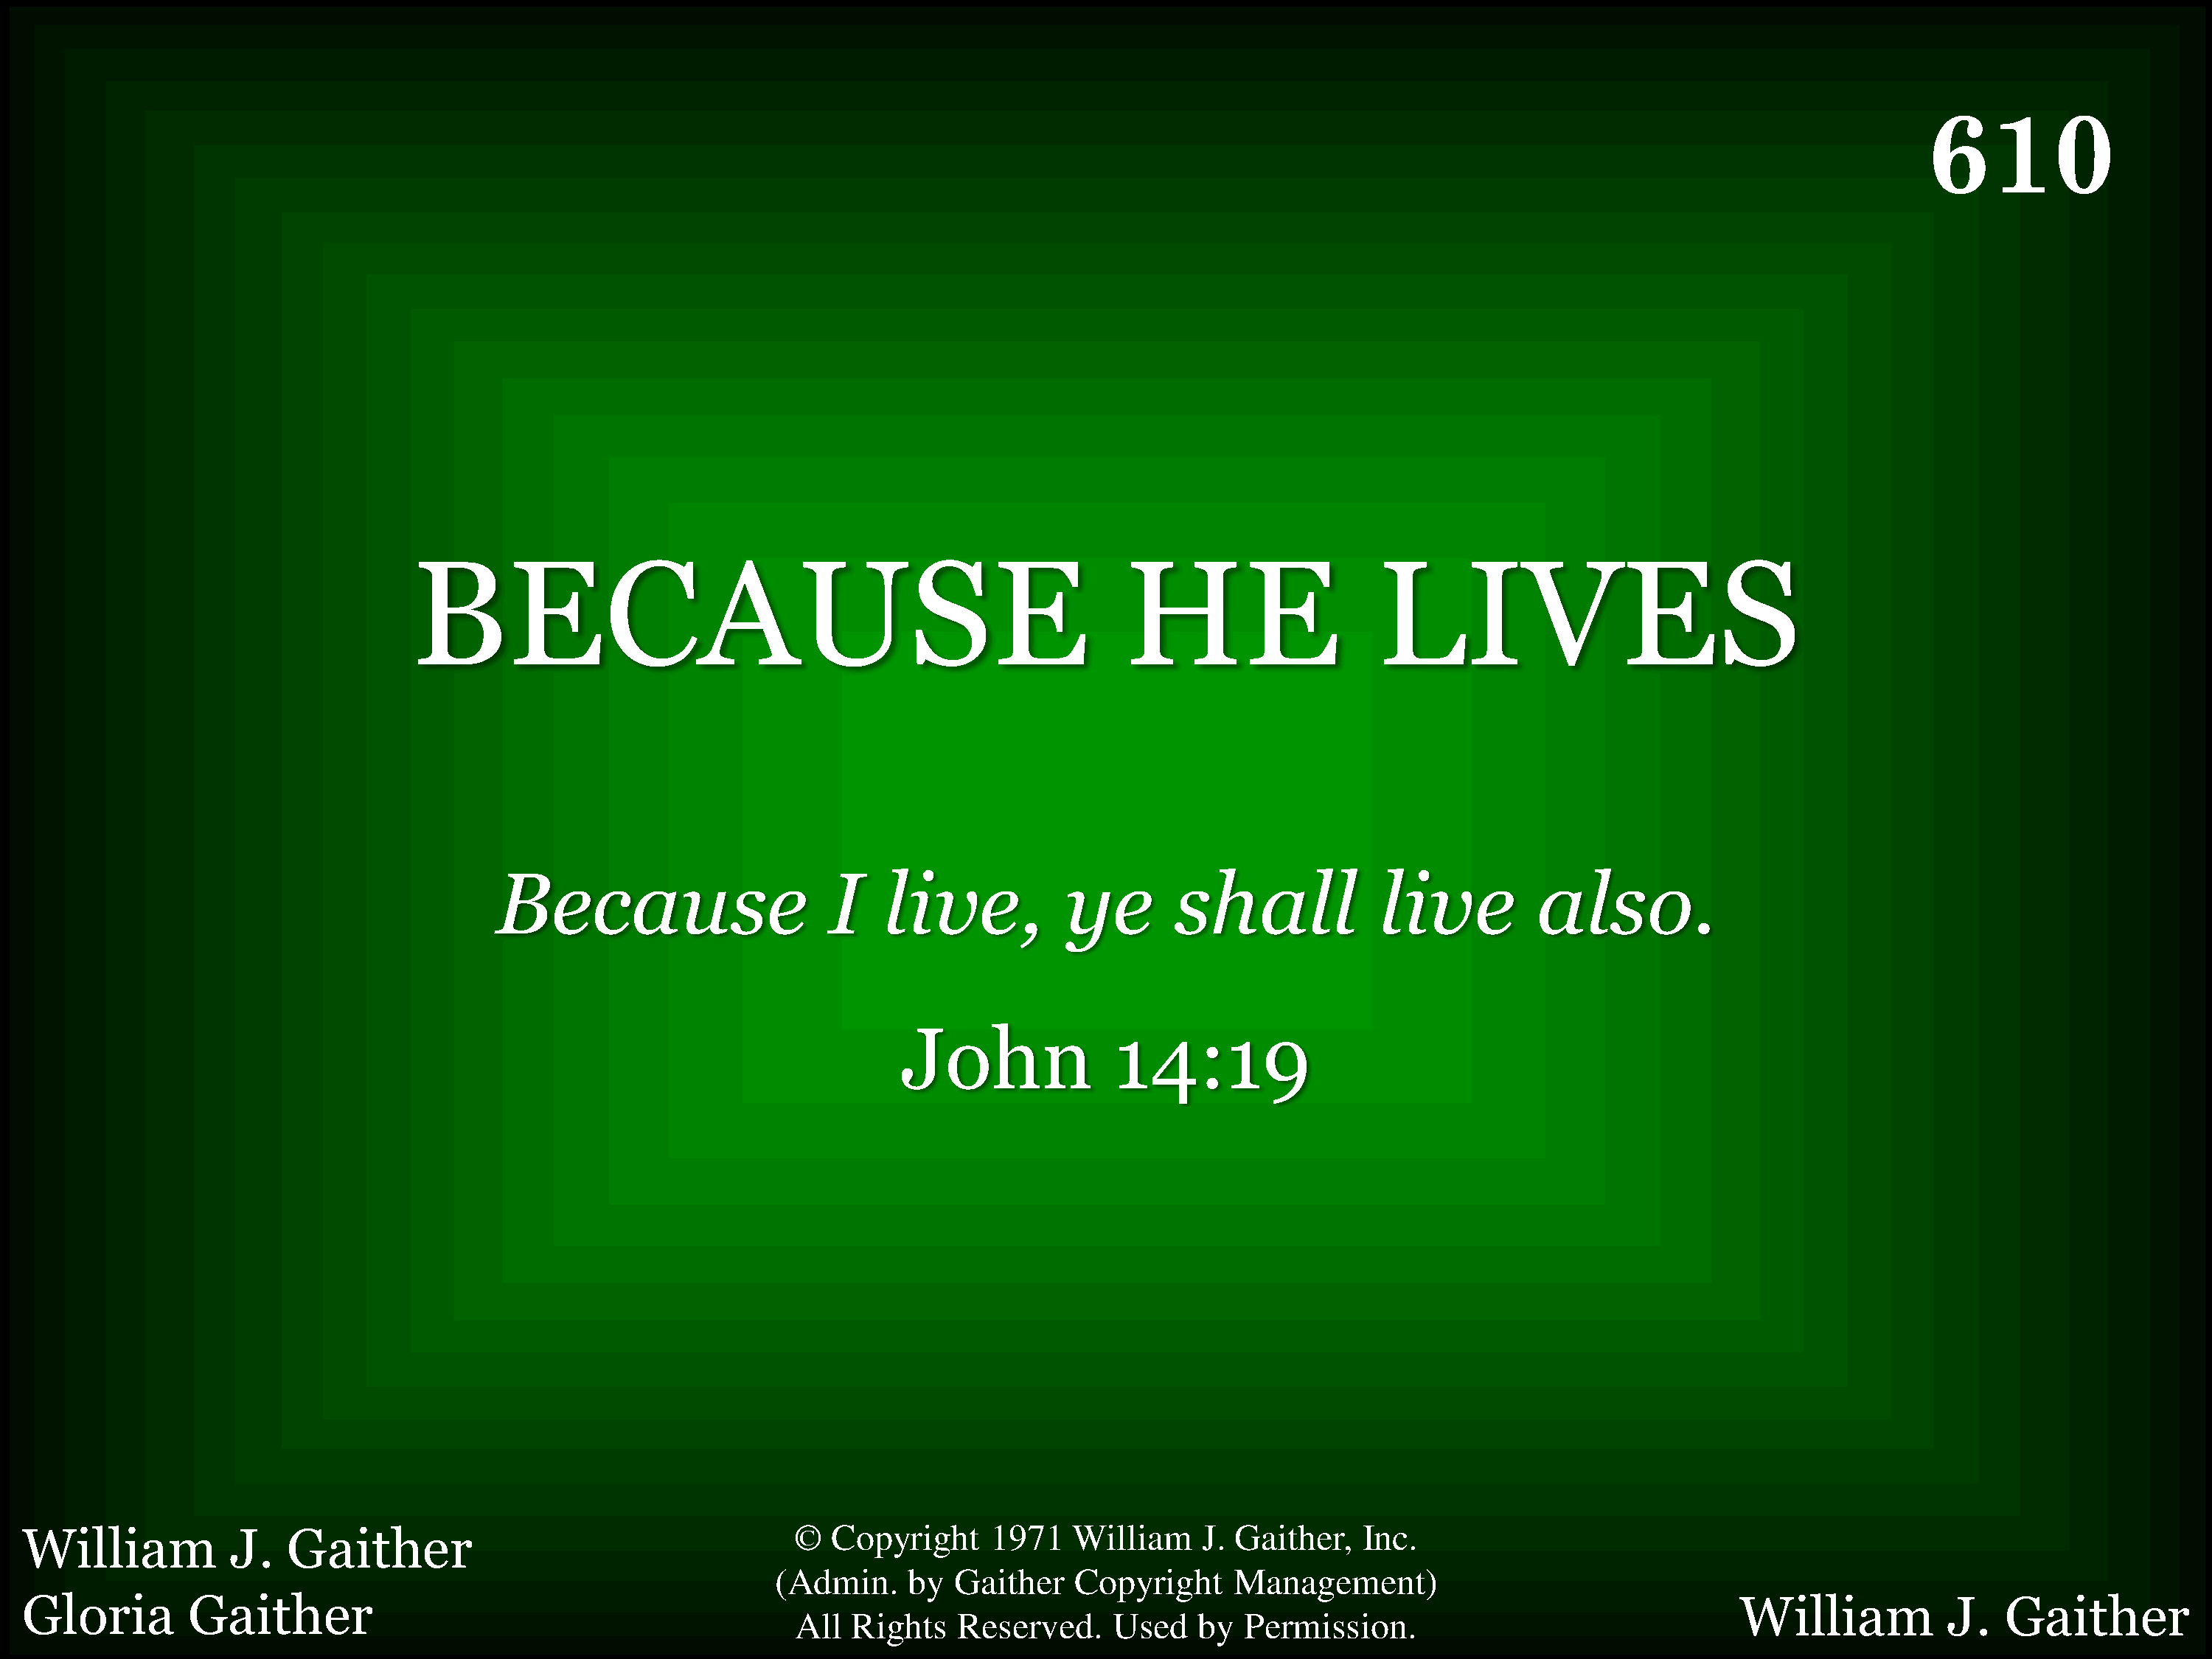 610
BECAUSE HE LIVES
Because I live, ye shall live also.
John 14:19
William J. Gaither
Gloria Gaither
© Copyright 1971 William J. Gaither, Inc.
(Admin. by Gaither Copyright Management)
All Rights Reserved. Used by Permission.
William J. Gaither